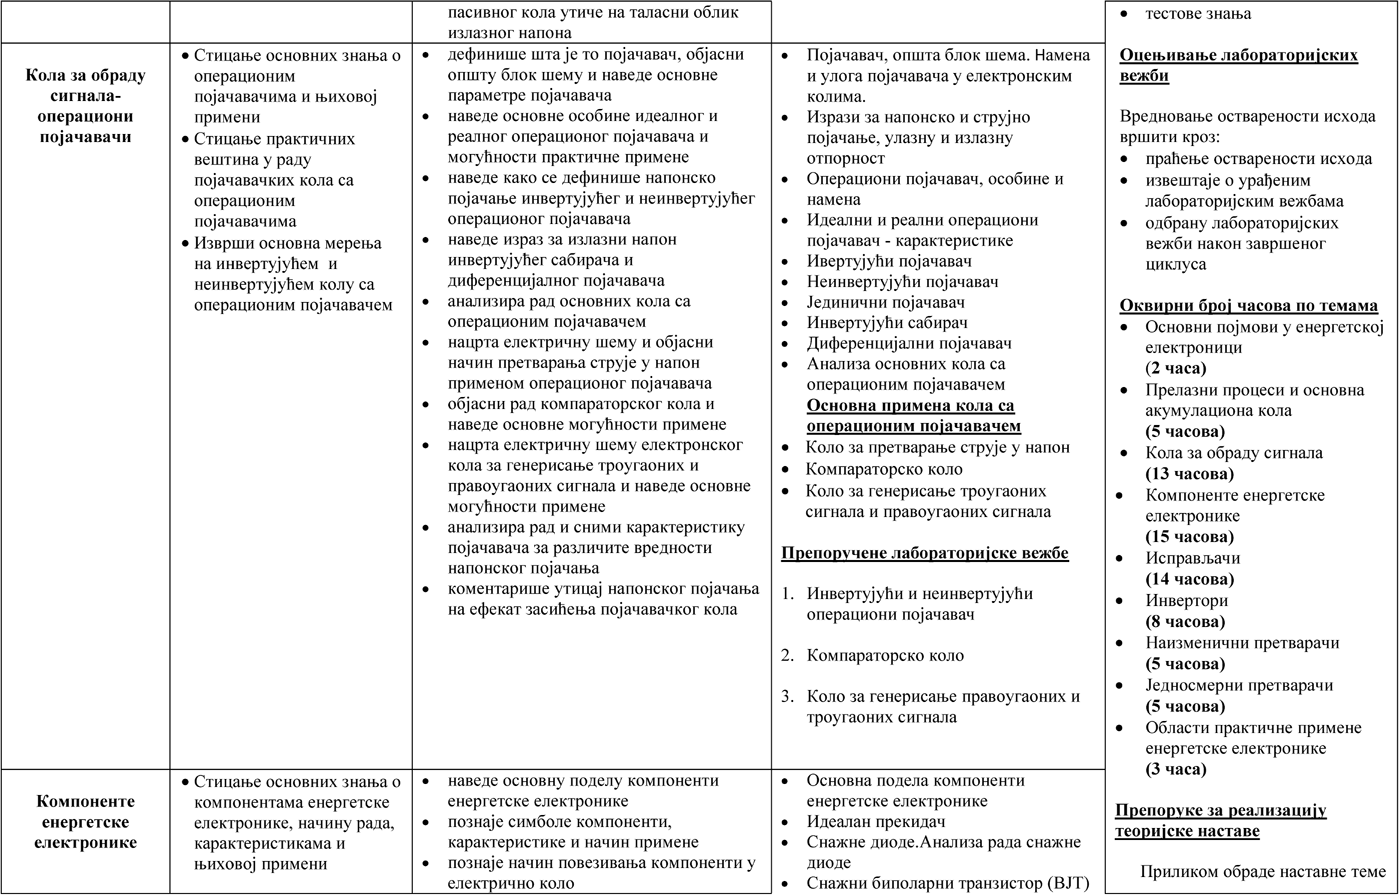 пасивног кола утиче на таласни облик
излазног напона
Кола за обраду
сигнала-
операциони
појачавачи
• Стицање основних знања о
операционим
појачавачима и њиховој
примени
• Стицање практичних
вештина у раду
појачавачких кола са
операционим
појачавачима
• Изврши основна мерења
на инвертујућем и
неинвертујућем колу са
операционим појачавачем
• дефинише шта је то појачавач, објасни
општу блок шему и наведе основне
параметре појачавача
• наведе основне особине идеалног и
реалног операционог појачавача и
могућности практичне примене
• наведе како се дефинише напонско
појачање инвертујућег и неинвертујућег
операционог појачавача
• наведе израз за излазни напон
инвертујућег сабирача и
диференцијалног појачавача
• анализира рад основних кола са
операционим појачавачем
• нацрта електричну шему и објасни
начин претварања струје у напон
применом операционог појачавача
• објасни рад компараторског кола и
наведе основне могућности примене
• нацрта електричну шему електронског
кола за генерисање троугаоних и
правоугаоних сигнала и наведе основне
могућности примене
• анализира рад и сними карактеристику
појачавача за различите вредности
напонског појачања
• коментарише утицај напонског појачања
на ефекат засићења појачавачког кола
• Појачавач, општа блок шема. Намена
и улога појачавача у електронским
колима.
• Изрази за напонско и струјно
појачање, улазну и излазну
отпорност
• Операциони појачавач, особине и
намена
• Идеални и реални операциони
појачавач - карактеристике
• Ивертујући појачавач
• Неинвертујући појачавач
• Јединични појачавач
• Инвертујући сабирач
• Диференцијални појачавач
• Анализа основних кола са
операционим појачавачем
Основна примена кола са
операционим појачавачем
• Коло за претварање струје у напон
• Компараторско коло
• Коло за генерисање троугаоних
сигнала и правоугаоних сигнала
Препоручене лабораторијске вежбе
1. Инвертујући и неинвертујући
операциони појачавач
2. Компараторско коло
3. Коло за генерисање правоугаоних и
троугаоних сигнала
• тестове знања
Оцењивање лабораторијских
вежби
Вредновање остварености исхода
вршити кроз:
• праћење остварености исхода
• извештаје о урађеним
лабораторијским вежбама
• одбрану лабораторијских
вежби након завршеног
циклуса
Оквирни број часова по темама
• Основни појмови у енергетској
електроници
(2 часа)
• Прелазни процеси и основна
акумулациона кола
(5 часова)
• Кола за обраду сигнала
(13 часова)
• Компоненте енергетске
електронике
(15 часова)
• Исправљачи
(14 часова)
• Инвертори
(8 часова)
• Наизменични претварачи
(5 часова)
• Једносмерни претварачи
(5 часова)
• Области практичне примене
енергетске електронике
(3 часа)
Препоруке за реализацију
теоријске наставе
Приликом обраде наставне теме
Компоненте
енергетске
електронике
• Стицање основних знања о
компонентама енергетске
електронике, начину рада,
карактеристикама и
њиховој примени
• наведе основну поделу компоненти
енергетске електронике
• познаје симболе компоненти,
карактеристике и начин примене
• познаје начин повезивања компоненти у
електрично коло
• Основна подела компоненти
енергетске електронике
• Идеалан прекидач
• Снажне диоде.Анализа рада снажне
диоде
• Снажни биполарни транзистор (BJT)